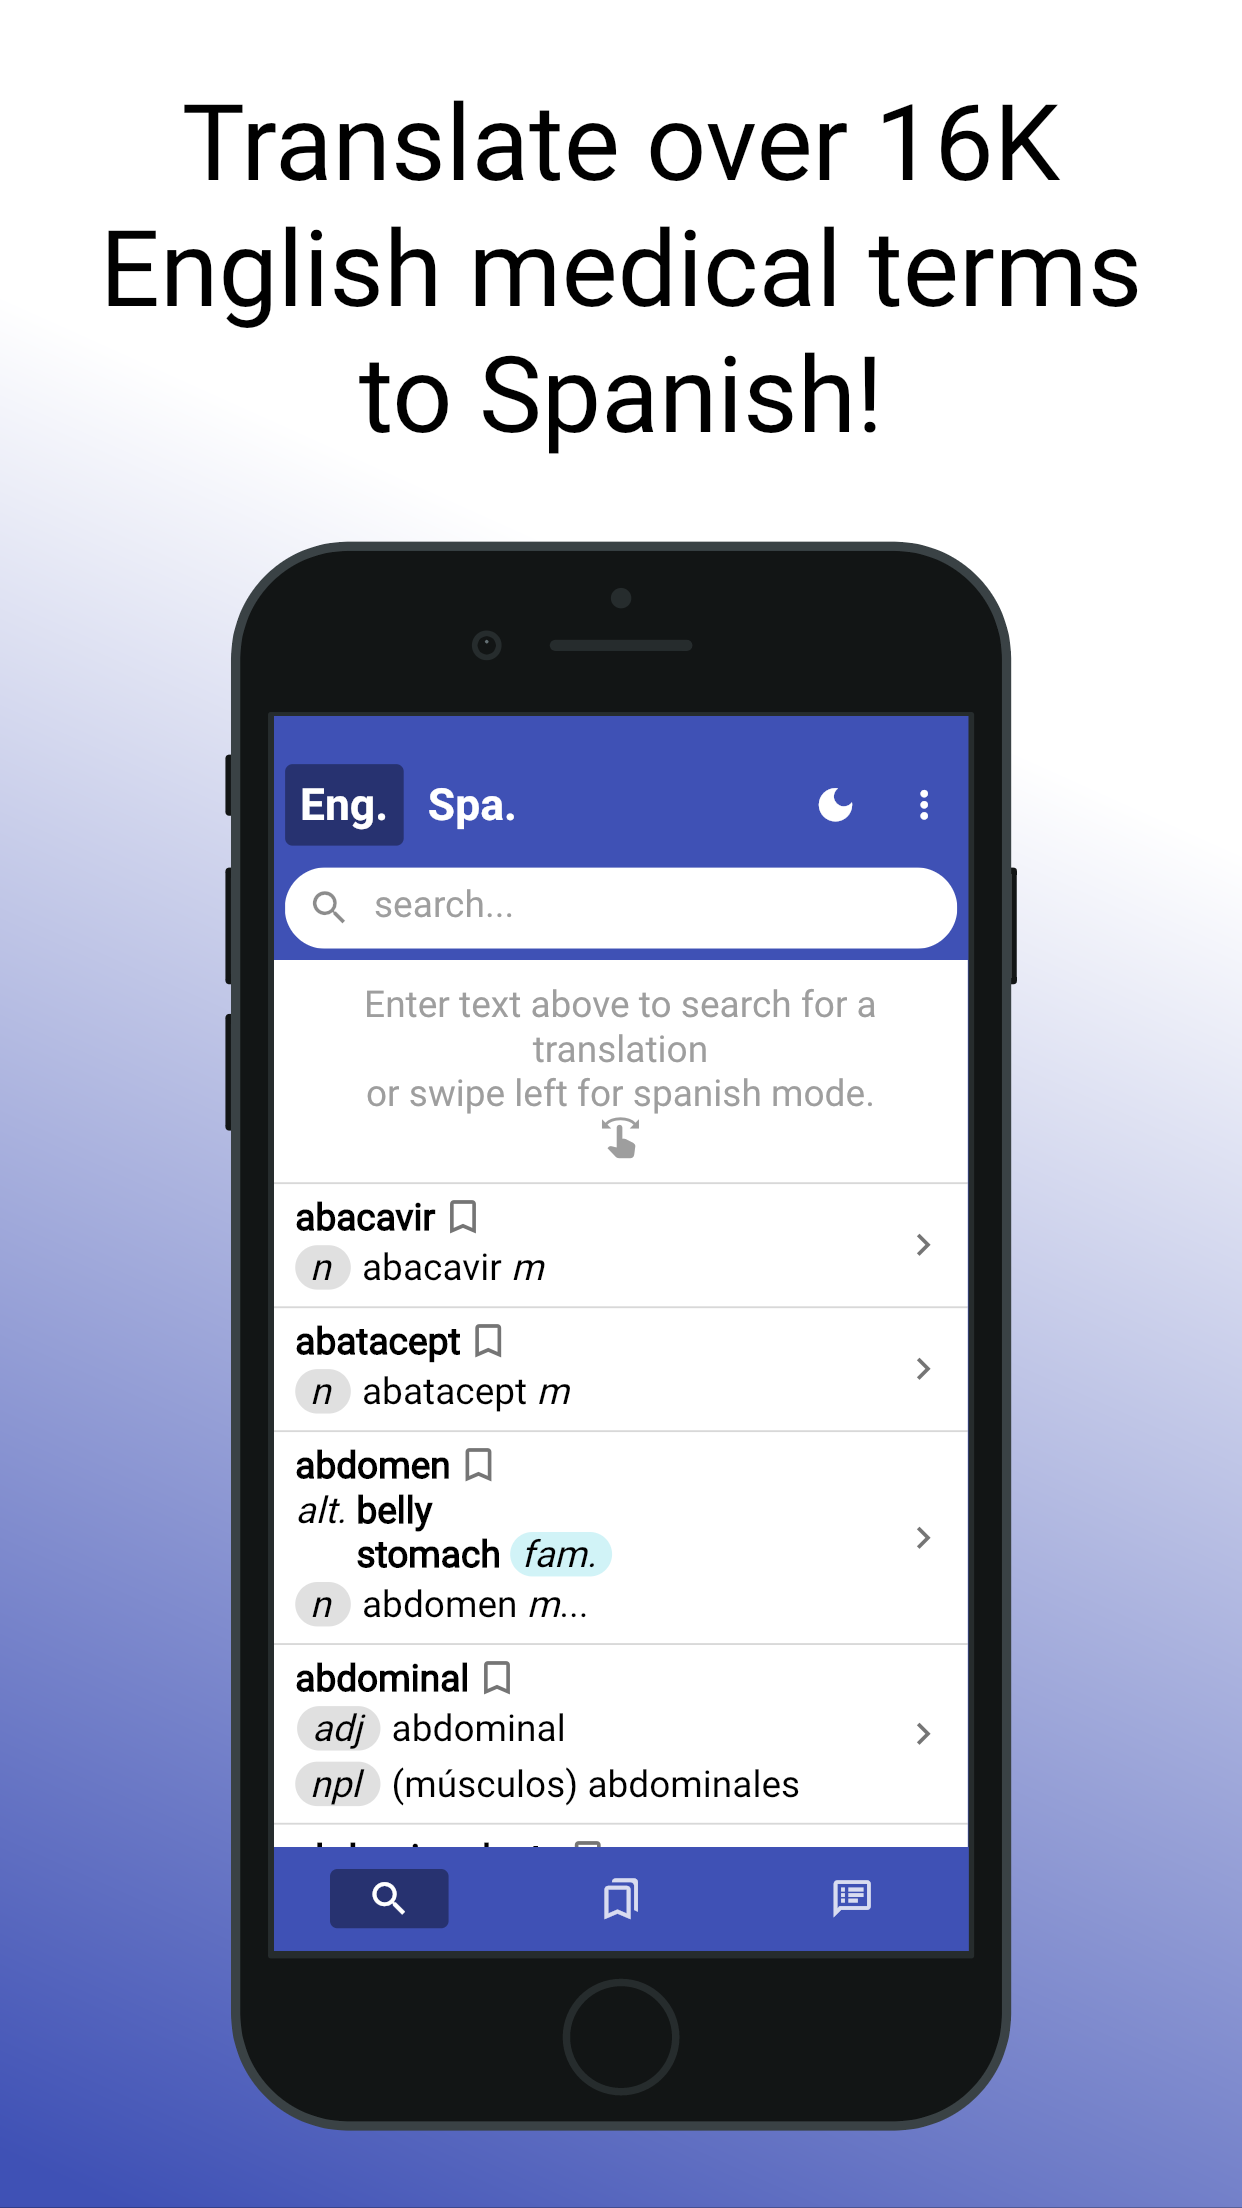 Translate over 16K
English medical terms
to Spanish!
Eng. Spa.
search...
Enter text above to search for a
translation
or swipe left for spanish mode.
abacavir
n abacavir m
abatacept
n abatacept m
abdomen
alt. belly
stomach fam.
n abdomen m...
abdominal
adj abdominal
npl (músculos) abdominales